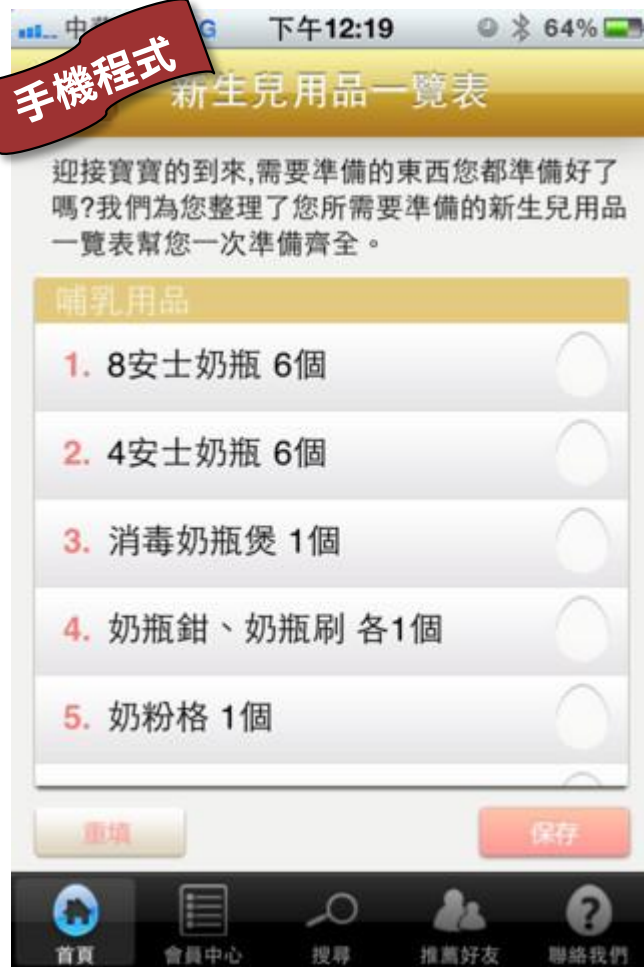 中
G
下午12:19
64%
手機程式
新生兒用品一覽表
迎接寶寶的到來,需要準備的東西您都準備好了
嗎?我們為您整理了您所需要準備的新生兒用品
一覽表幫您一次準備齊全。
哺乳用品
1. 8安士奶瓶 6個
2. 4安士奶瓶 6個
3. 消毒奶瓶煲 1個
4. 奶瓶鉗、奶瓶刷 各1個
5. 奶粉格 1個
重填
保存
首頁
會員中心
搜尋
推薦好友
聯絡我們